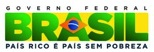 GOVERNO FEDERAL
BRASIL
PAÍS RICO É PAÍS SEM POBREZA